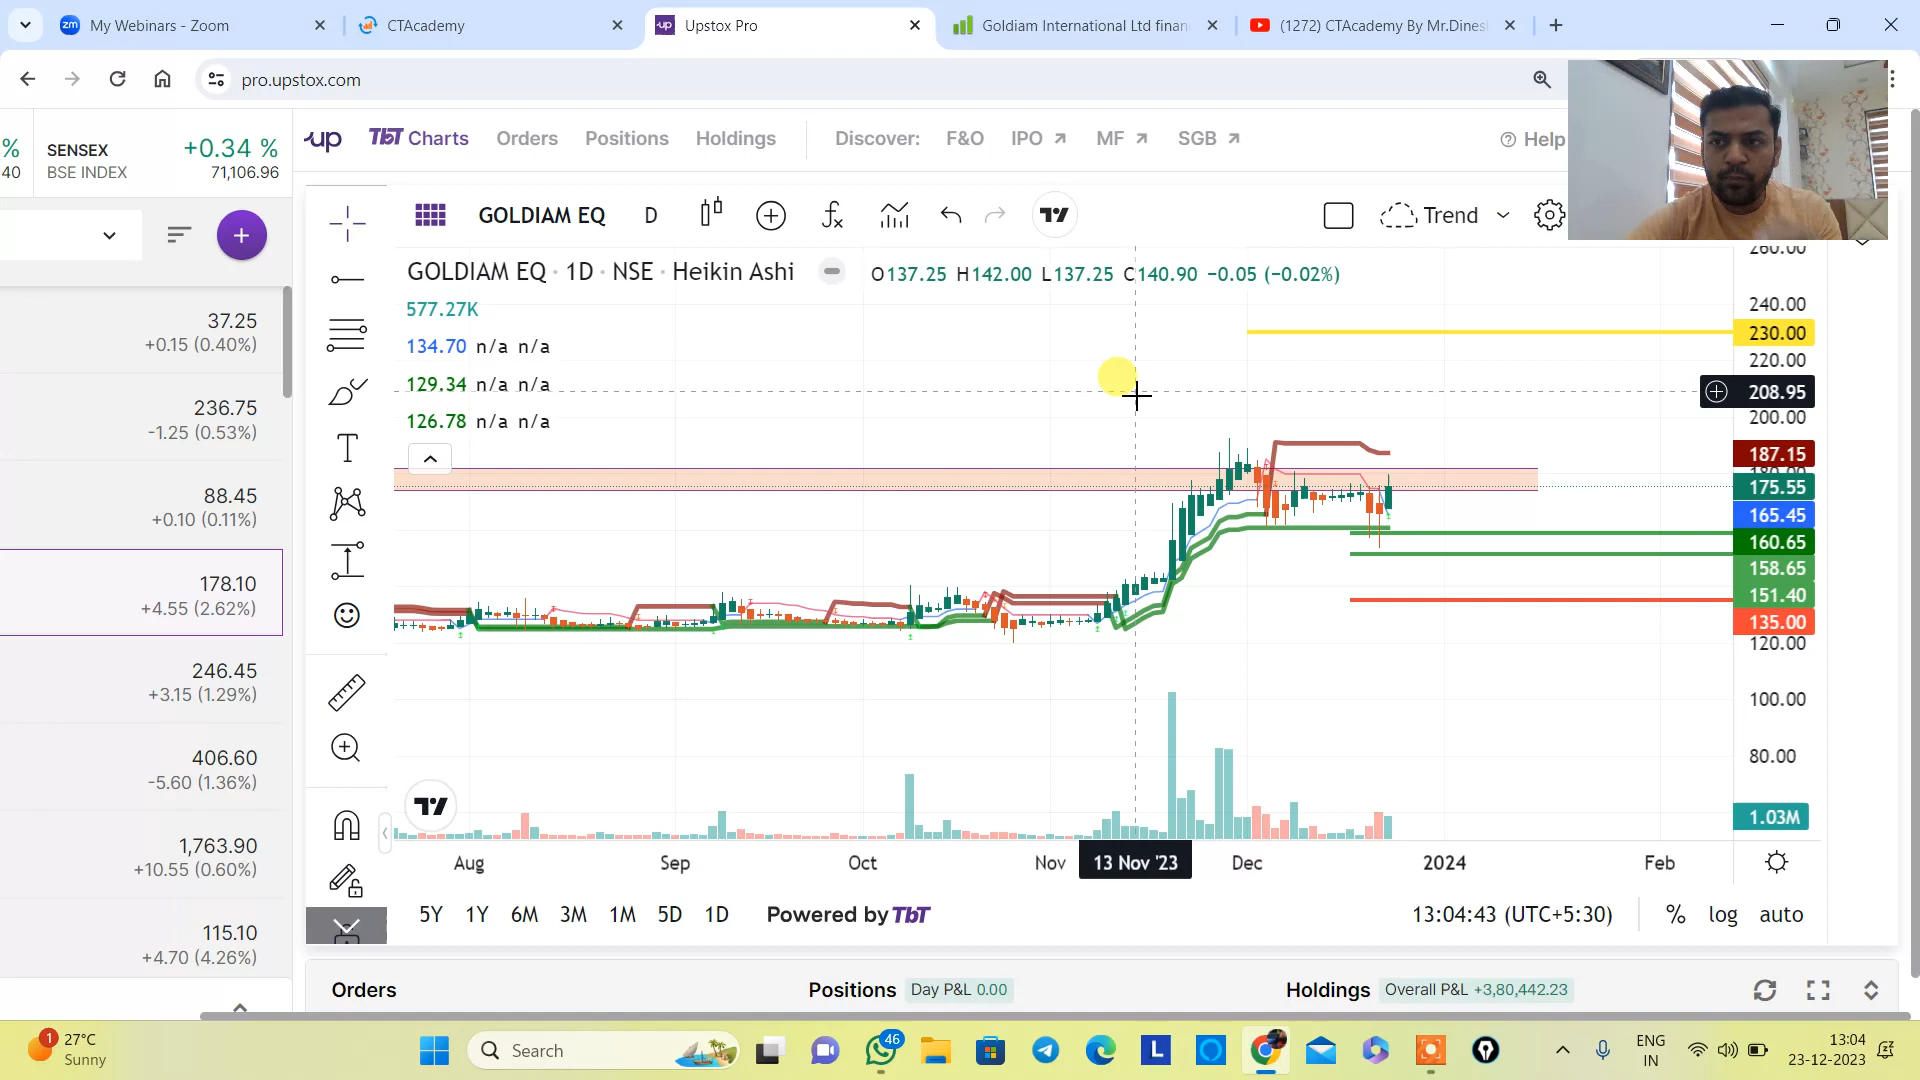 My Webinars - Zoom
CTAcademy
Upstox Pro
Goldiam International Ltd finan
(1272) CTAcademy By Mr.Dines
pro.upstox.com
%
40
SENSEX
+0.34 %
BSE INDEX
71,106.96
up
TbT Charts
Orders
Positions
Holdings
Discover:
F&O
IPO
MF
SGB
Help
GOLDIAM EQ
D
Trend
GOLDIAM EQ · 1D · NSE · Heikin Ashi
O137.25 H142.00 L137.25 C140.90 −0.05 (−0.02%)
577.27K
134.70 n/a n/a
129.34 n/a n/a
126.78 n/a n/a
37.25
+0.15 (0.40%)
236.75
-1.25 (0.53%)
88.45
+0.10 (0.11%)
178.10
+4.55 (2.62%)
246.45
+3.15 (1.29%)
406.60
-5.60 (1.36%)
1,763.90
+10.55 (0.60%)
115.10
+4.70 (4.26%)
260.00
240.00
230.00
220.00
208.95
200.00
187.15
180.00
175.55
165.45
160.65
158.65
151.40
135.00
120.00
100.00
80.00
1.03M
Aug
Sep
Oct
Nov
13 Nov '23
Dec
2024
Feb
5Y
1Y
6M
3M
1M
5D
1D
Powered by TbT
13:04:43 (UTC+5:30)
%
log
auto
Orders
Positions
Day P&L 0.00
Holdings
Overall P&L +3,80,442.23
1
27°C
Sunny
Search
46
ENG
IN
13:04
23-12-2023